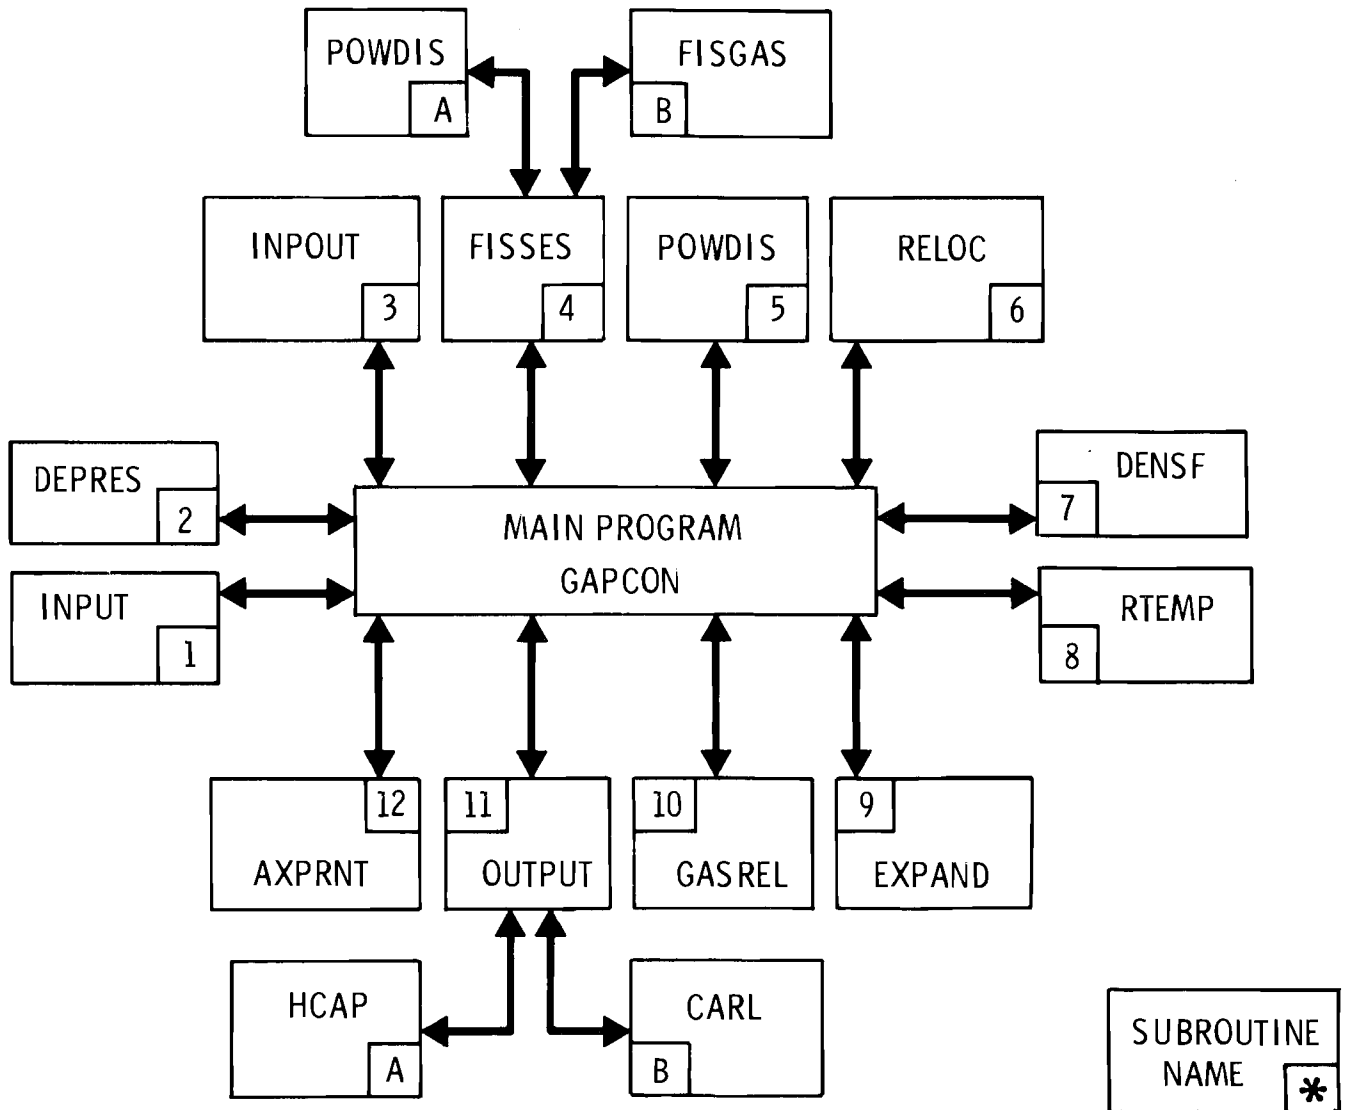 POWDIS
A
FISGAS
B
INPOUT
3
FISSES
4
POWDIS
5
RELOC
6
DEPRES
2
DENSF
7
MAIN PROGRAM
GAPCON
INPUT
1
RTEMP
8
12
AXPRNT
11
OUTPUT
10
GASREL
9
EXPAND
HCAP
A
CARL
B
SUBROUTINE
NAME
*